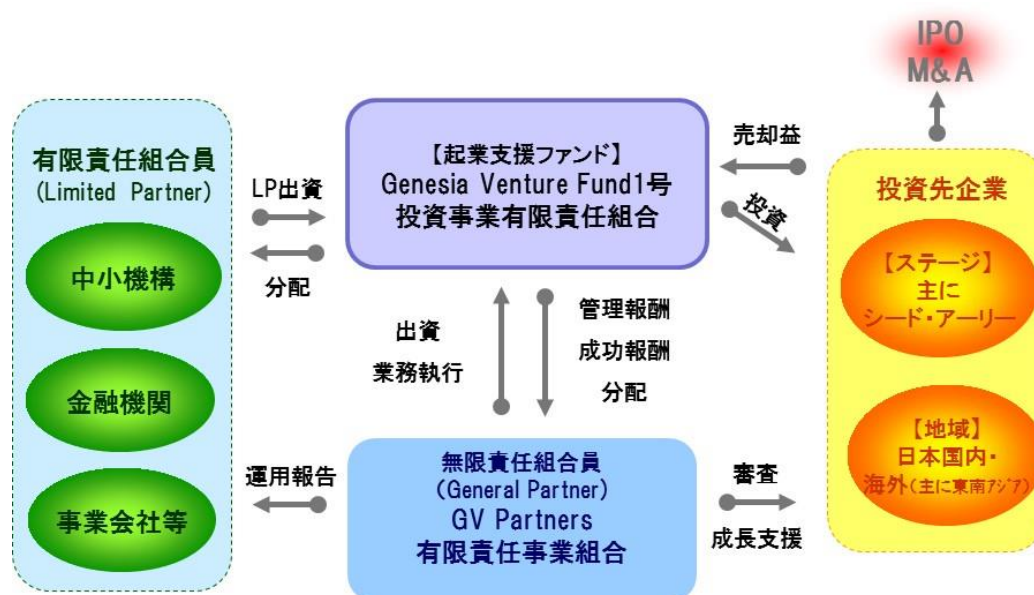 IPO
M&A
有限責任組合員
(Limited Partner)
中小機構
金融機関
事業会社等
LP出資
分配
運用報告
【起業支援ファンド】
Genesia Venture Fund1号
投資事業有限責任組合
出資
業務執行
管理報酬
成功報酬
分配
無限責任組合員
(General Partner)
GV Partners
有限責任事業組合
売却益
投資
審査
成長支援
投資先企業
【ステージ】
主に
シード・アーリー
【地域】
日本国内・
海外(主に東南アジア)